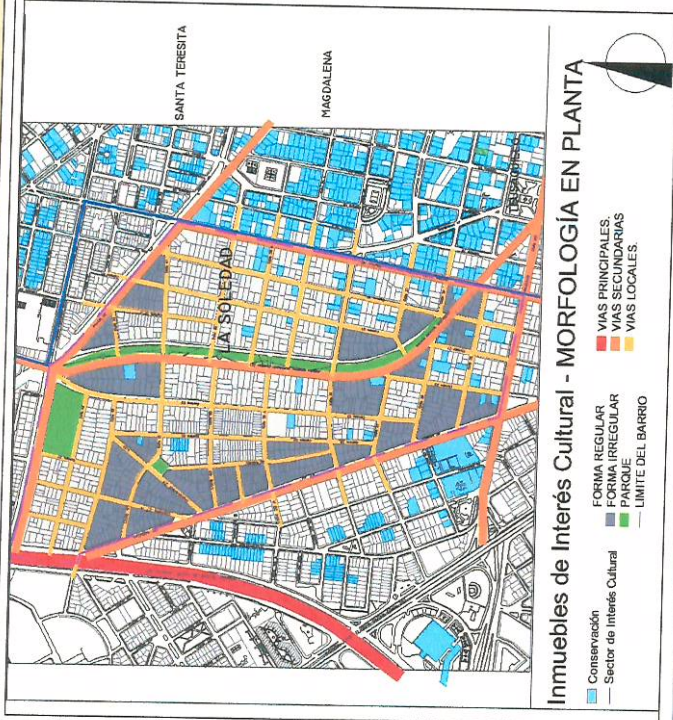 SANTA TERESITA
MAGDALENA
LA SOLEDAD
Inmuebles de Interés Cultural - MORFOLOGÍA EN PLANTA
Conservación
Sector de Interés Cultural
FORMA REGULAR
FORMA IRREGULAR
PARQUE
LIMITE DEL BARRIO
VIAS PRINCIPALES.
VIAS SECUNDARIAS
VIAS LOCALES.